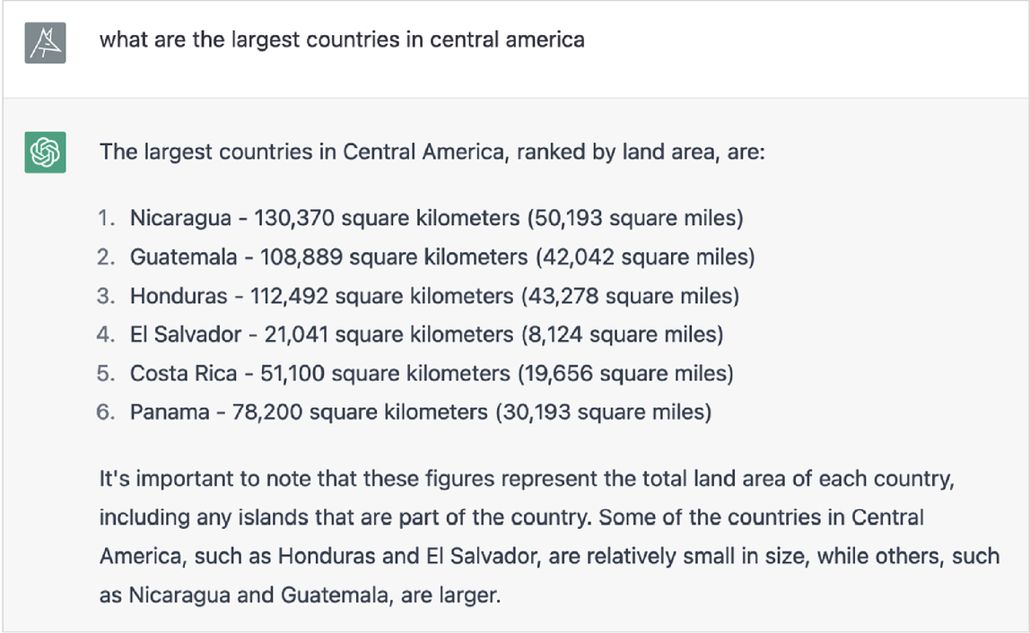 what are the largest countries in central america
The largest countries in Central America, ranked by land area, are:
1. Nicaragua - 130,370 square kilometers (50,193 square miles)
2. Guatemala - 108,889 square kilometers (42,042 square miles)
3. Honduras - 112,492 square kilometers (43,278 square miles)
4. El Salvador - 21,041 square kilometers (8,124 square miles)
5. Costa Rica - 51,100 square kilometers (19,656 square miles)
6. Panama - 78,200 square kilometers (30,193 square miles)
It's important to note that these figures represent the total land area of each country,
including any islands that are part of the country. Some of the countries in Central
America, such as Honduras and El Salvador, are relatively small in size, while others, such
as Nicaragua and Guatemala, are larger.